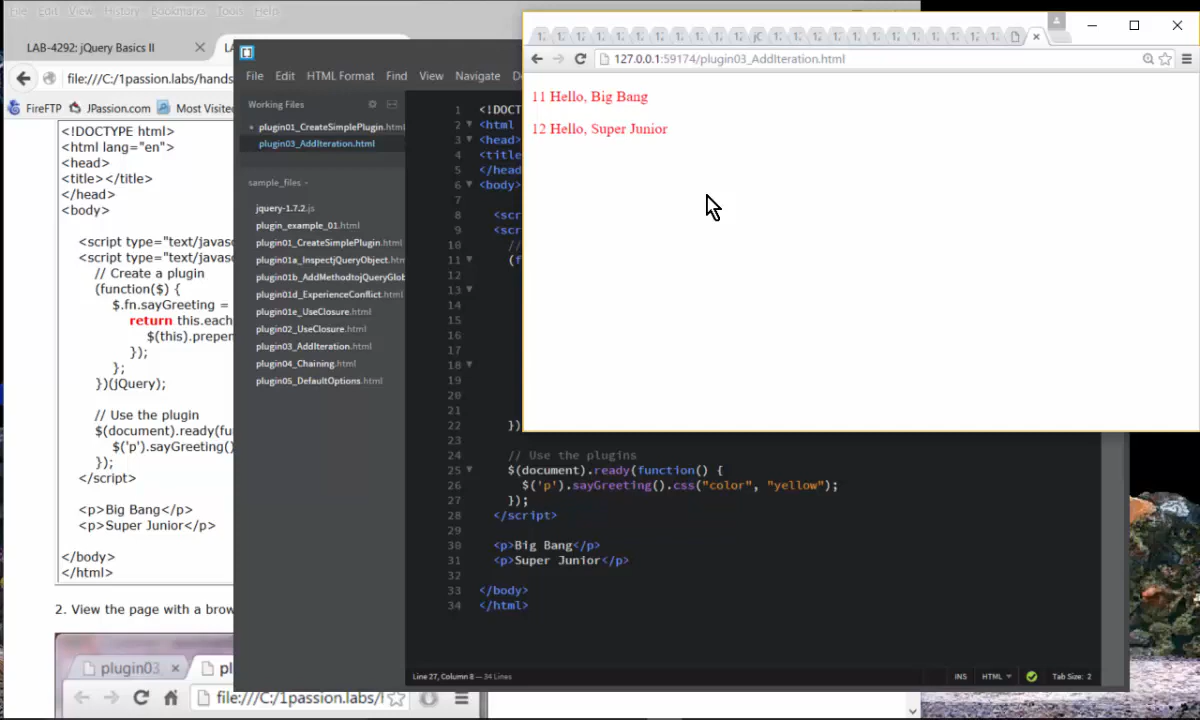 File Edit View History Bookmarks Tools Help
LAB-4292: jQuery Basics II
file:///C:/1passion.labs/hands
FireFTP JPassion.com Most Visited
<!DOCTYPE html>
<html lang="en">
<head>
<title></title>
</head>
<body>
<script type="text/javas
<script type="text/javas
// Create a plugin
(function($) {
$.fn.sayGreeting =
return this.each
$(this).prepen
});
};
})(jQuery);
// Use the plugin
$(document).ready(fu
$('p').sayGreeting()
});
</script>
<p>Big Bang</p>
<p>Super Junior</p>
</body>
</html>
2. View the page with a brow
plugin03 × pl
file:///C:/1passion.labs/
File Edit HTML Format Find View Navigate D
Working Files
plugin01_CreateSimplePlugin.html
plugin03_AddIteration.html
sample_files
jquery-1.7.2.js
plugin_example_01.html
plugin01_CreateSimplePlugin.html
plugin01a_InspectjQueryObject.htm
plugin01b_AddMethodtojQueryGlob
plugin01d_ExperienceConflict.html
plugin01e_UseClosure.html
plugin02_UseClosure.html
plugin03_AddIteration.html
plugin04_Chaining.html
plugin05_DefaultOptions.html
1 <!DOCT
2 <html
3 <head>
4 <title
5 </head
6 <body>
7
8 <scr
9 <scr
10 //
11 (f
12
13
14
15
16
17
18
19
20
21
22 })
23
24 // Use the plugins
25 $(document).ready(function() {
26 $('p').sayGreeting().css("color", "yellow");
27 });
28 </script>
29
30 <p>Big Bang</p>
31 <p>Super Junior</p>
32
33 </body>
34 </html>
Line 27, Column 8 — 34 Lines INS HTML Tab Size: 2
127.0.0.1:59174/plugin03_AddIteration.html
11 Hello, Big Bang
12 Hello, Super Junior